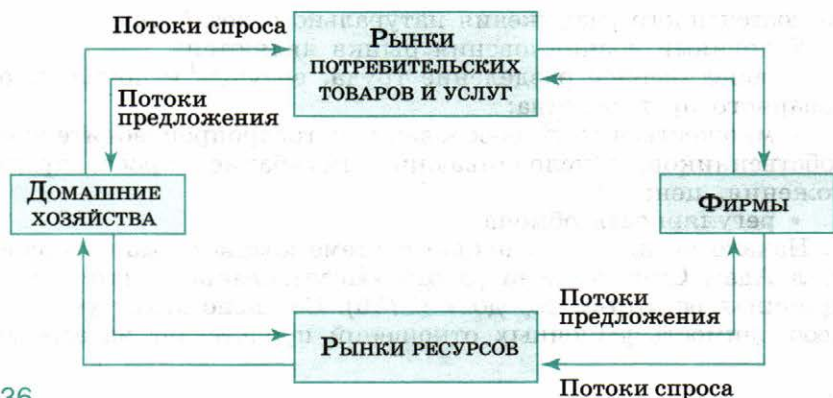 Потоки спроса
Рынки
потребительских
товаров и услуг
Потоки
предложения
Домашние
хозяйства
Фирмы
Потоки
предложения
Рынки ресурсов
Потоки спроса
36